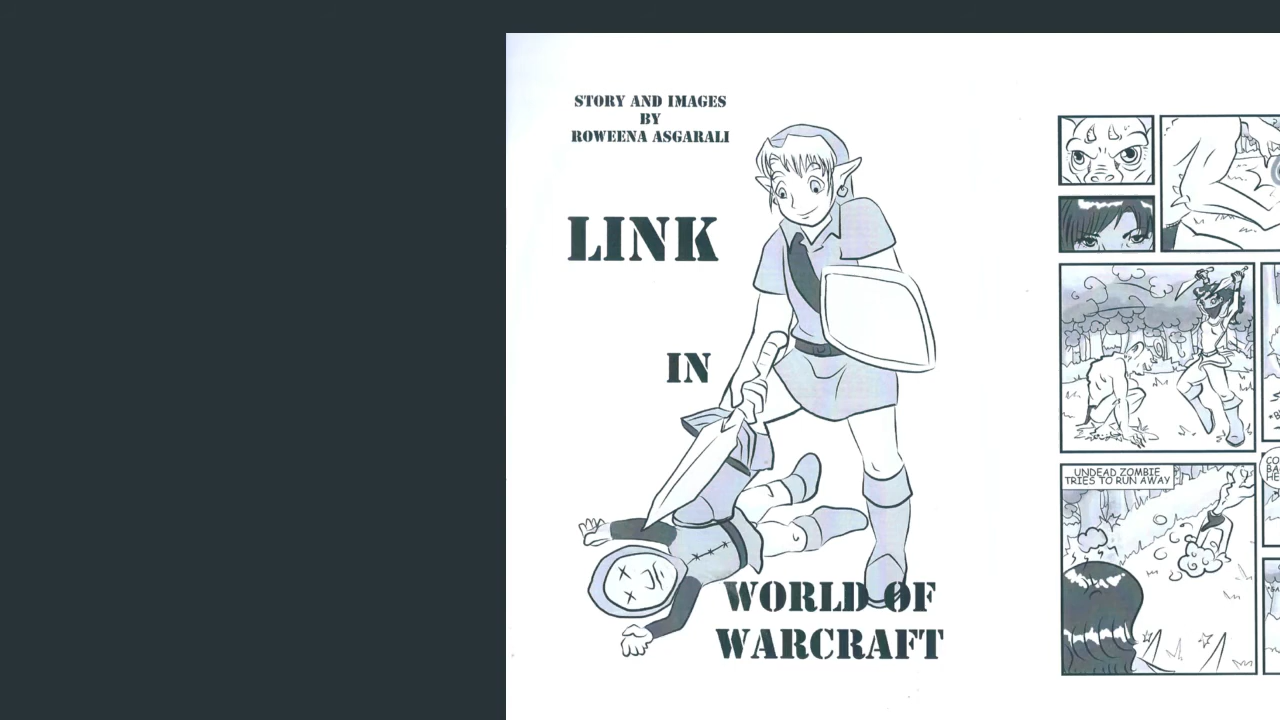 STORY AND IMAGES
BY
ROWEENA ASGARALI
LINK
IN
WORLD OF
WARCRAFT
UNDEAD ZOMBIE
TRIES TO RUN AWAY